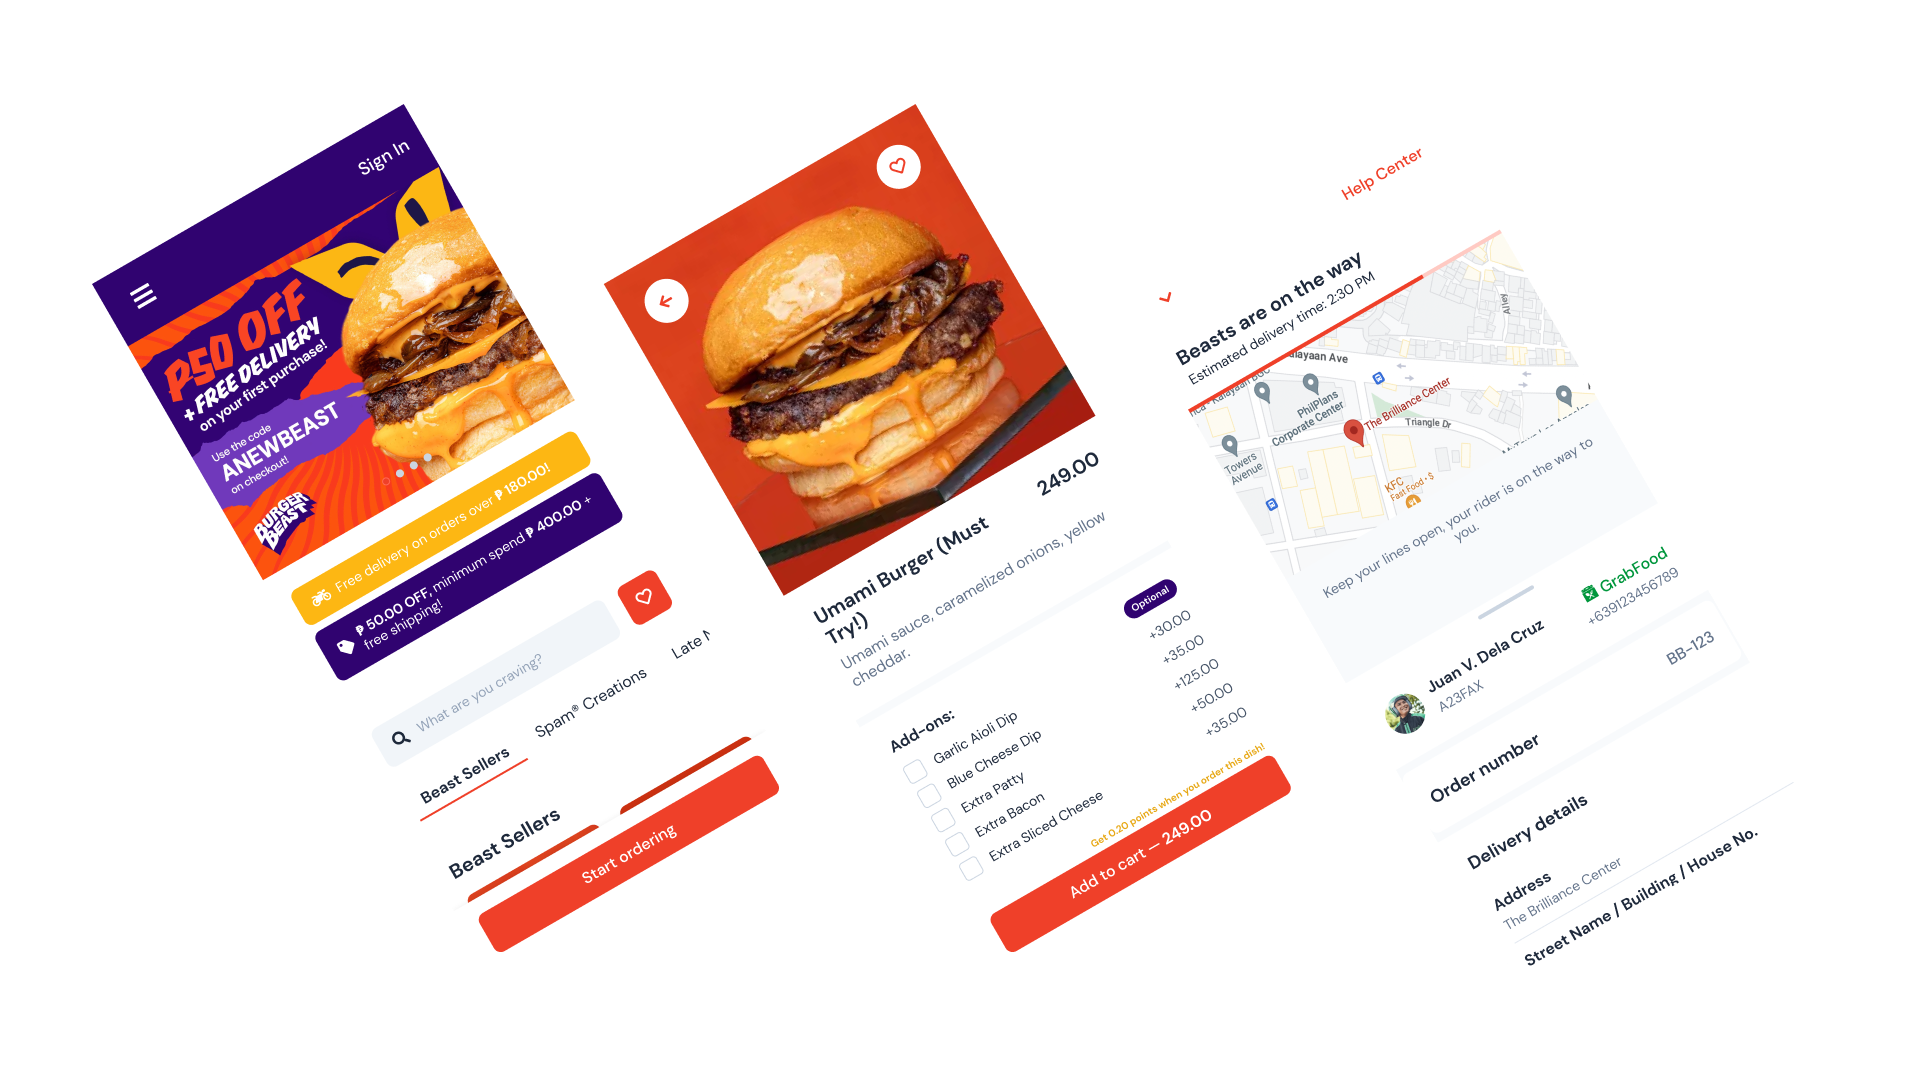 Sign In
₱50 OFF
+ FREE DELIVERY
on your first purchase!
Use the code
ANEWBEAST
on checkout!
BURGER
BEAST
Free delivery on orders over ₱ 180.00!
₱ 50.00 OFF, minimum spend ₱ 400.00 +
free shipping!
What are you craving?
Beast Sellers
Spam® Creations
Late
Beast Sellers
Start ordering
Umami Burger (Must
Try!)
249.00
Umami sauce, caramelized onions, yellow
cheddar.
Add-ons:
Optional
Garlic Aioli Dip
+30.00
Blue Cheese Dip
+35.00
Extra Patty
+125.00
Extra Bacon
+50.00
Extra Sliced Cheese
+35.00
Get 0.20 points when you order this dish!
Add to cart — 249.00
Help Center
Beasts are on the way
Estimated delivery time: 2:30 PM
alayaan Ave
Alley
PhilPlans
Corporate Center
The Brilliance Center
Triangle Dr
Towers
Avenue
KFC
Fast Food • $
Keep your lines open, your rider is on the way to
you.
Juan V. Dela Cruz
A23FAX
GrabFood
+639123456789
Order number
BB-123
Delivery details
Address
The Brilliance Center
Street Name / Building / House No.